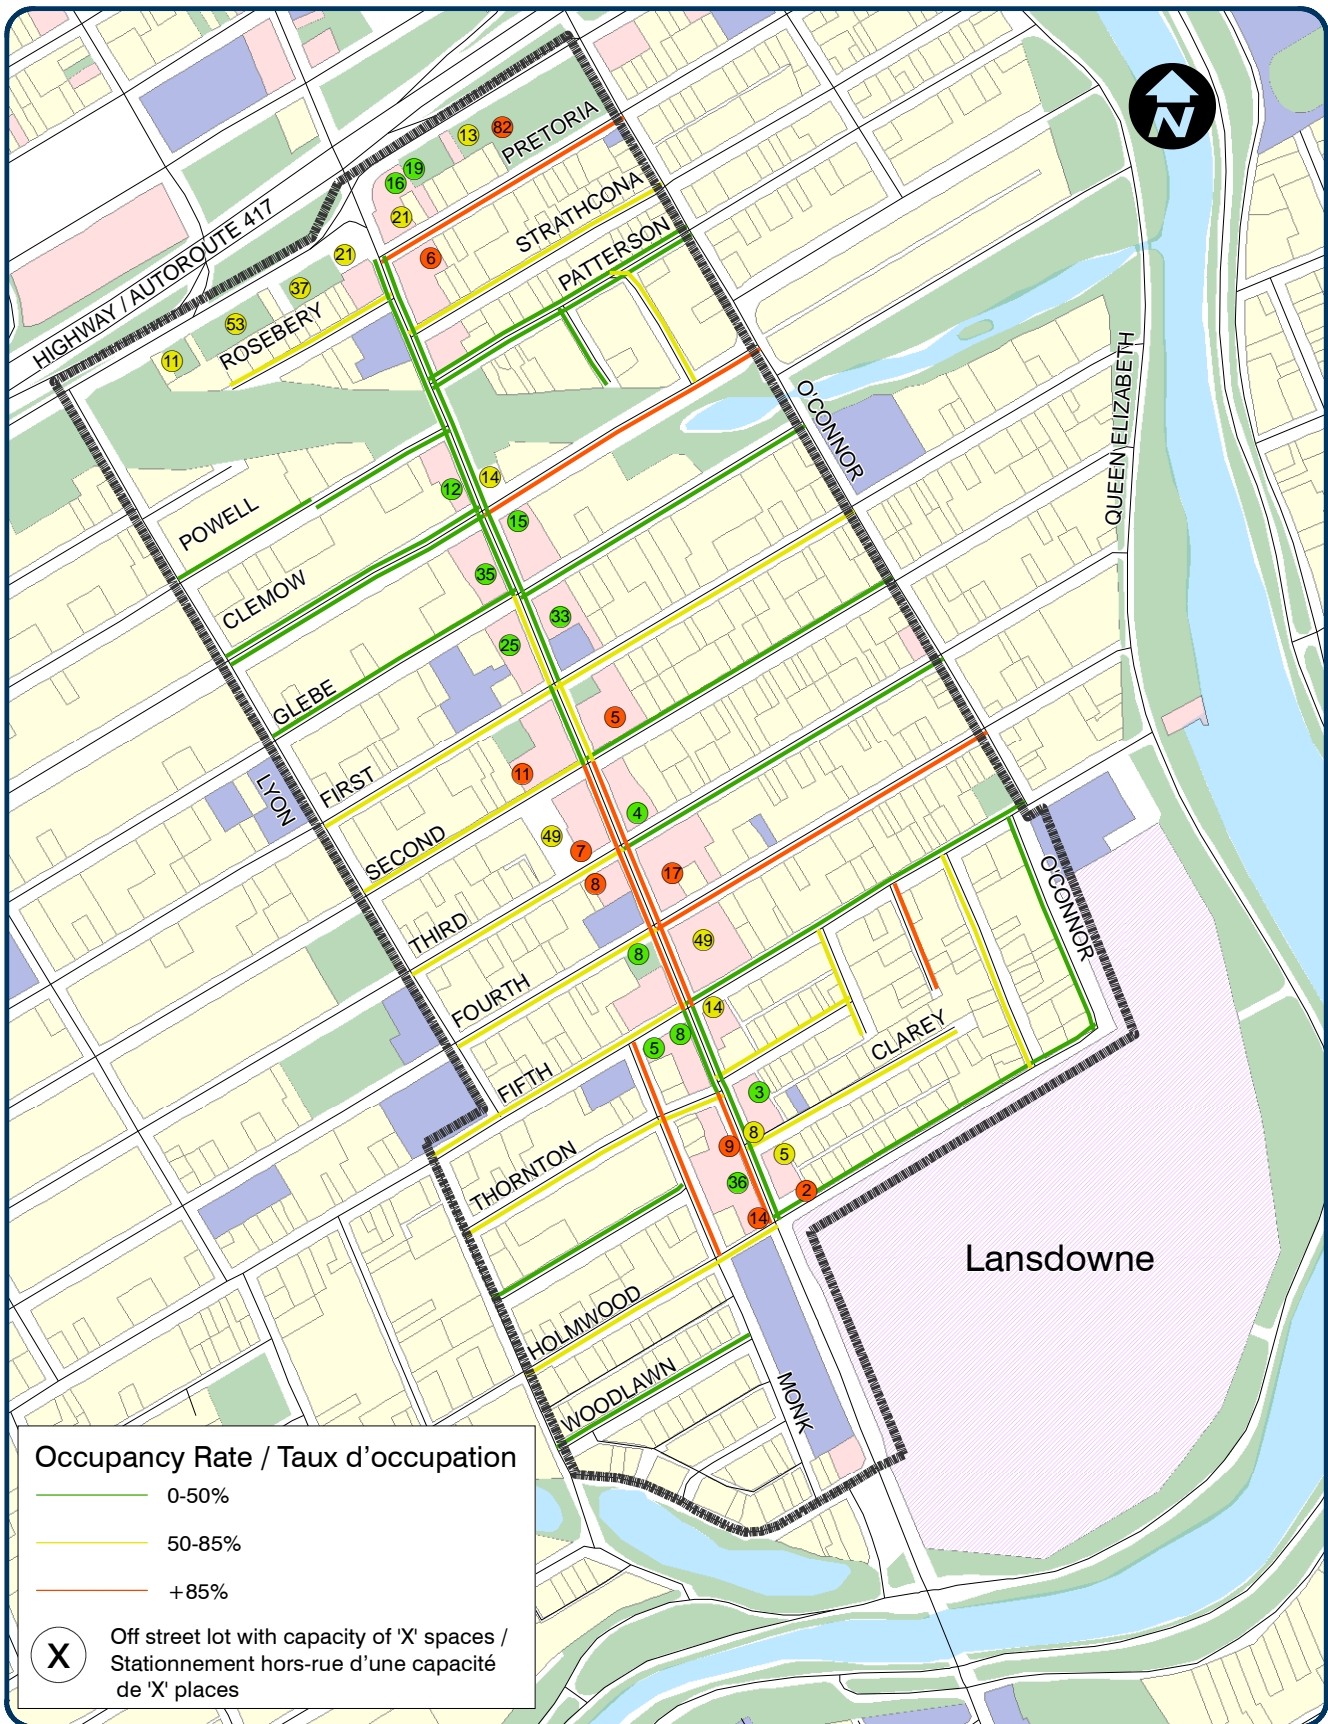 N
13
82
PRETORIA
19
16
21
STRATHCONA
6
PATTERSON
HIGHWAY / AUTOROUTE 417
21
37
53
ROSEBERY
11
O'CONNOR
QUEEN ELIZABETH
14
12
15
POWELL
35
CLEMOW
33
25
GLEBE
5
LYON
FIRST
11
4
SECOND
49
7
17
8
THIRD
O'CONNOR
49
8
FOURTH
14
8
5
CLAREY
FIFTH
3
8
9
5
THORNTON
36
2
14
Lansdowne
HOLMWOOD
WOODLAWN
MONK
Occupancy Rate / Taux d'occupation
0-50%
50-85%
+85%
X
Off street lot with capacity of 'X' spaces /
Stationnement hors-rue d'une capacité
de 'X' places